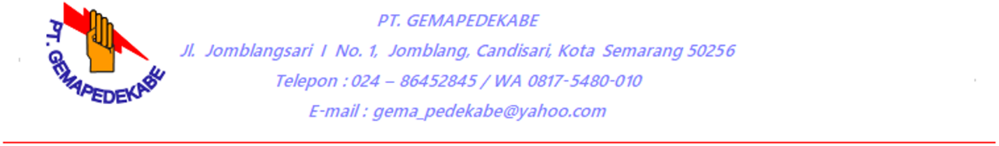 PT. GEMAPEDEKABE
PT. GEMAPEDEKABE
Jl. Jomblangsari I No. 1, Jomblang, Candisari, Kota Semarang 50256
Telepon : 024 – 86452845 / WA 0817-5480-010
E-mail : gema_pedekabe@yahoo.com